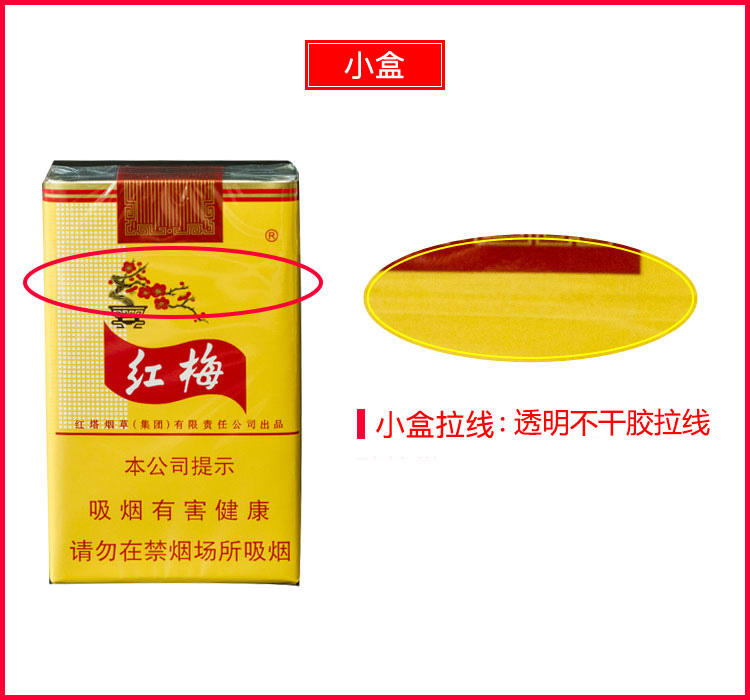 小盒
®
红梅
红塔烟草(集团)有限责任公司出品
本公司提示
吸烟有害健康
请勿在禁烟场所吸烟
小盒拉线:透明不干胶拉线